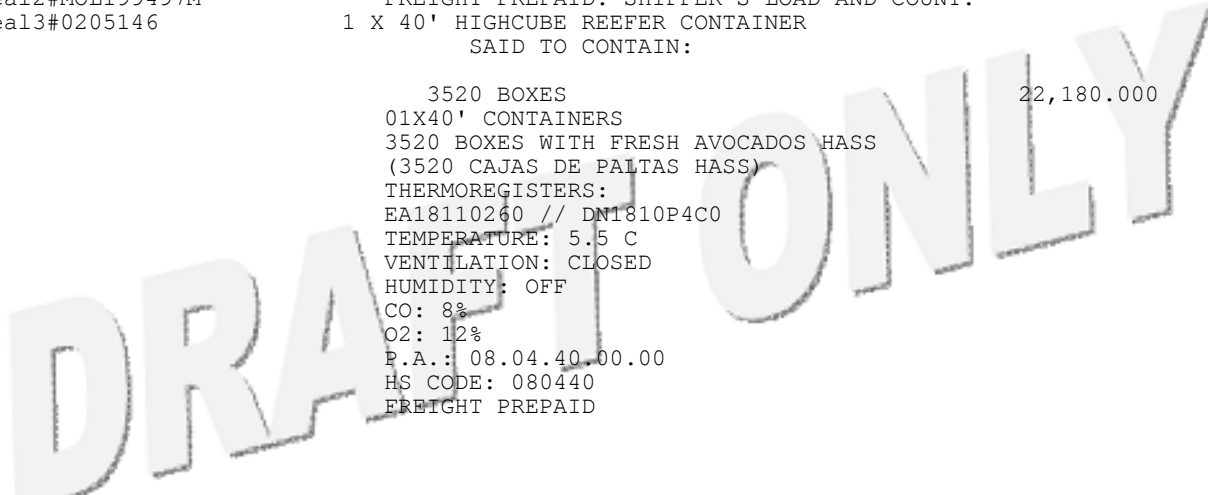 FREIGHT PREPAID. SHIPPER'S LOAD AND COUNT.
eal3#0205146 1 X 40' HIGHCUBE REEFER CONTAINER
SAID TO CONTAIN:
3520 BOXES 22,180.000
01X40' CONTAINERS
3520 BOXES WITH FRESH AVOCADOS HASS
(3520 CAJAS DE PALTAS HASS)
THERMOREGISTERS:
EA18110260 // DN1810P4C0
TEMPERATURE: 5.5 C
VENTILATION: CLOSED
HUMIDITY: OFF
CO: 8%
O2: 12%
P.A.: 08.04.40.00.00
HS CODE: 080440
FREIGHT PREPAID
DRAFT ONLY